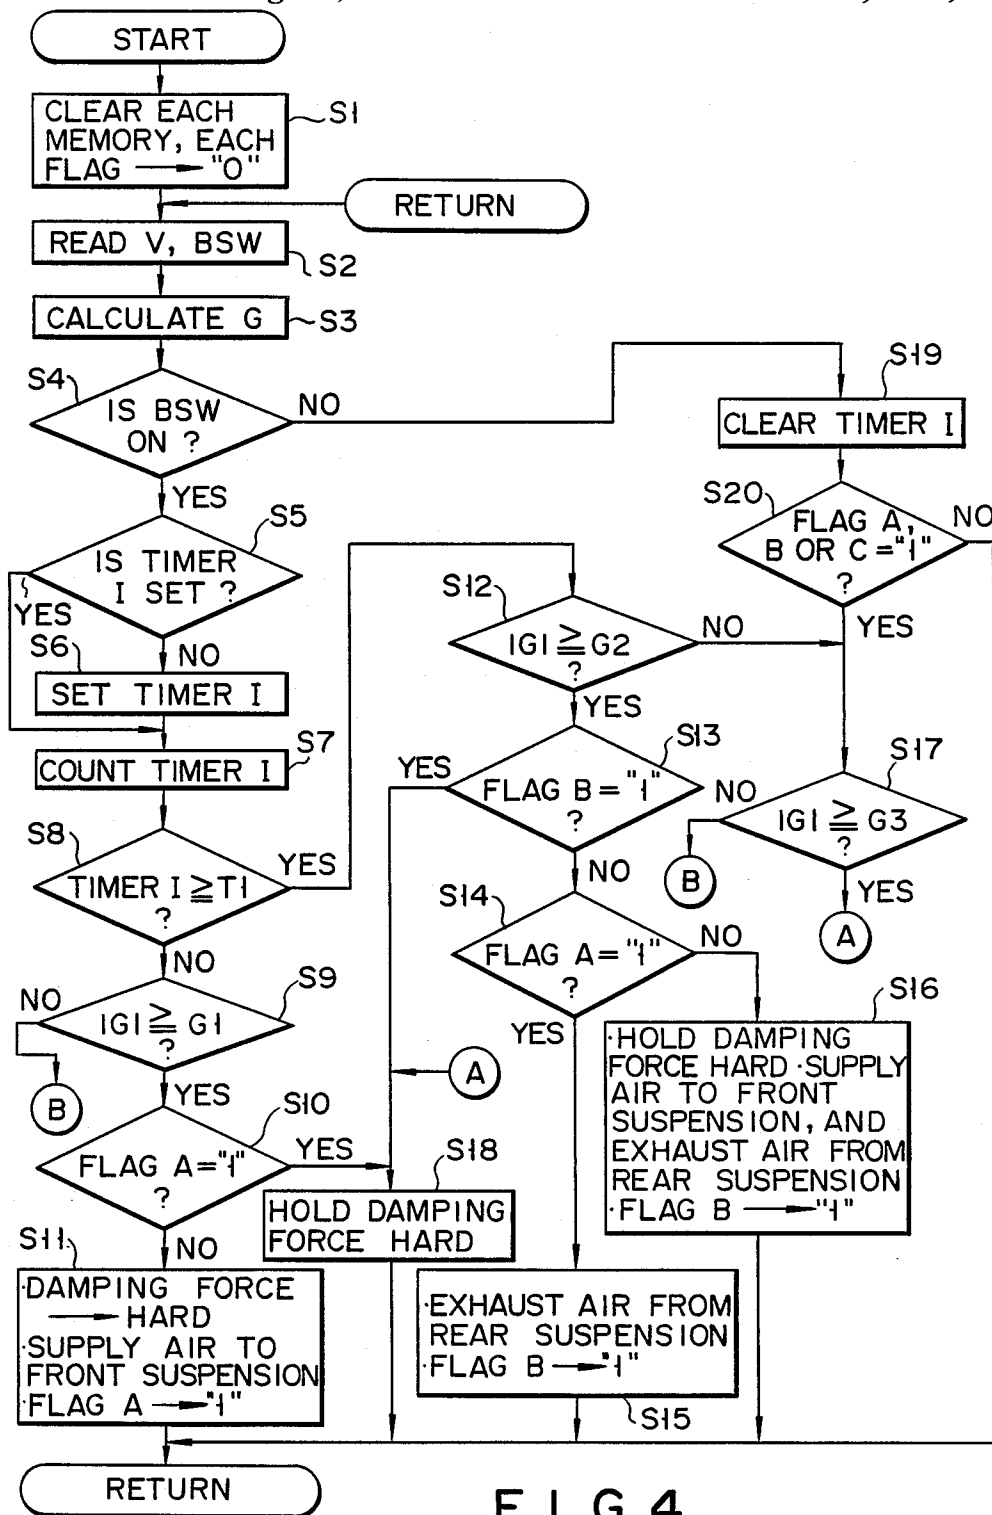 START
CLEAR EACH
MEMORY, EACH
FLAG → "0"
S1
RETURN
READ V, BSW
S2
CALCULATE G
S3
S4
IS BSW
ON ?
NO
YES
S19
CLEAR TIMER I
S20
FLAG A,
B OR C = "1"
?
NO
YES
S5
IS TIMER
I SET ?
YES
NO
S6
SET TIMER I
S7
COUNT TIMER I
S8
TIMER I ≧ T1
?
YES
NO
S12
|G| ≧ G2
?
NO
YES
S13
FLAG B = "1"
?
YES
NO
S17
|G| ≧ G3
?
NO
B
YES
A
S14
FLAG A = "1"
?
NO
YES
S9
|G| ≧ G1
?
NO
B
YES
A
S10
FLAG A = "1"
?
YES
NO
S16
·HOLD DAMPING
FORCE HARD ·SUPPLY
AIR TO FRONT
SUSPENSION, AND
EXHAUST AIR FROM
REAR SUSPENSION
·FLAG B → "1"
S18
HOLD DAMPING
FORCE HARD
S11
·DAMPING FORCE
→ HARD
·SUPPLY AIR TO
FRONT SUSPENSION
·FLAG A → "1"
·EXHAUST AIR FROM
REAR SUSPENSION
·FLAG B → "1"
S15
RETURN
FIG. 4